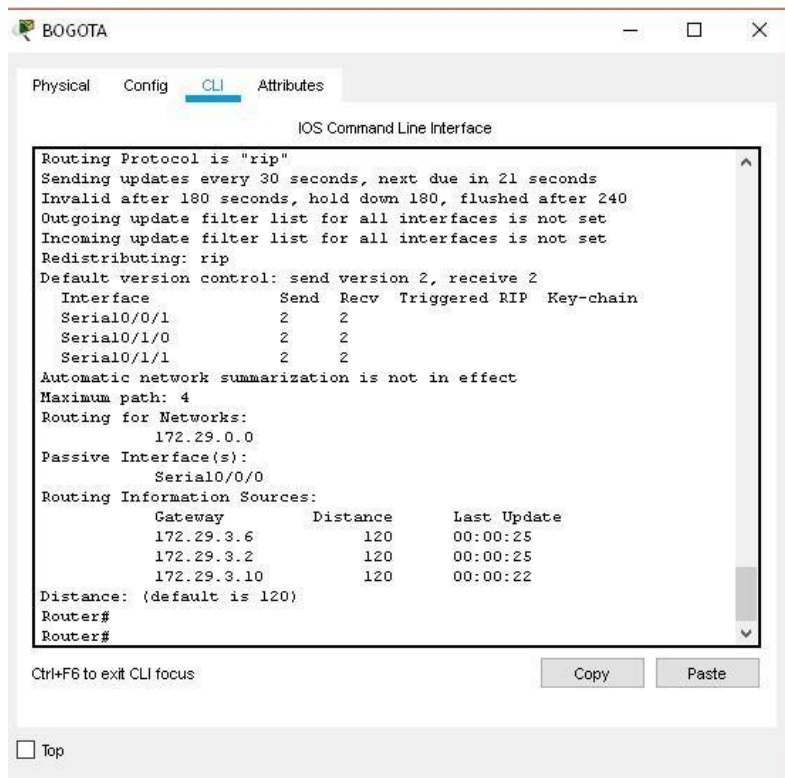 BOGOTA
Physical Config CLI Attributes
IOS Command Line Interface
Routing Protocol is "rip"
Sending updates every 30 seconds, next due in 21 seconds
Invalid after 180 seconds, hold down 180, flushed after 240
Outgoing update filter list for all interfaces is not set
Incoming update filter list for all interfaces is not set
Redistributing: rip
Default version control: send version 2, receive 2
Interface Send Recv Triggered RIP Key-chain
Serial0/0/1 2 2
Serial0/1/0 2 2
Serial0/1/1 2 2
Automatic network summarization is not in effect
Maximum path: 4
Routing for Networks:
172.29.0.0
Passive Interface(s):
Serial0/0/0
Routing Information Sources:
Gateway Distance Last Update
172.29.3.6 120 00:00:25
172.29.3.2 120 00:00:25
172.29.3.10 120 00:00:22
Distance: (default is 120)
Router#
Router#
Ctrl+F6 to exit CLI focus
Copy Paste
Top